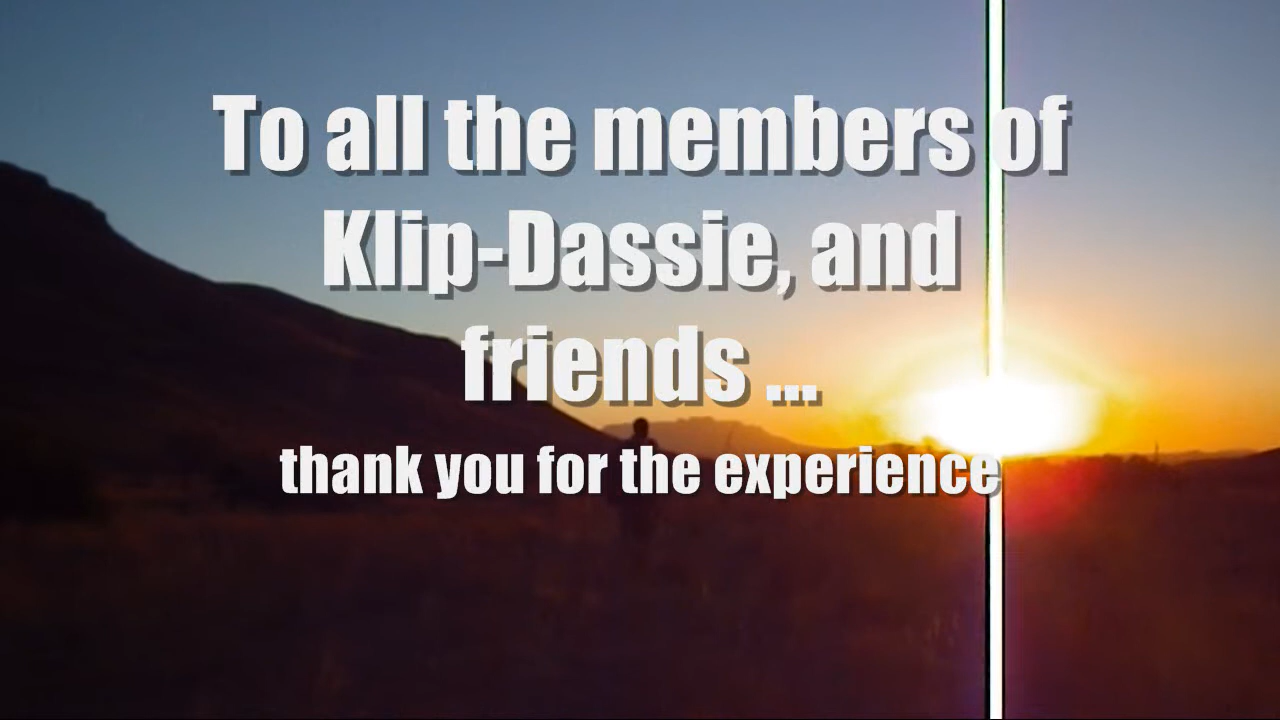 To all the members of
Klip-Dassie, and
friends ...
thank you for the experience